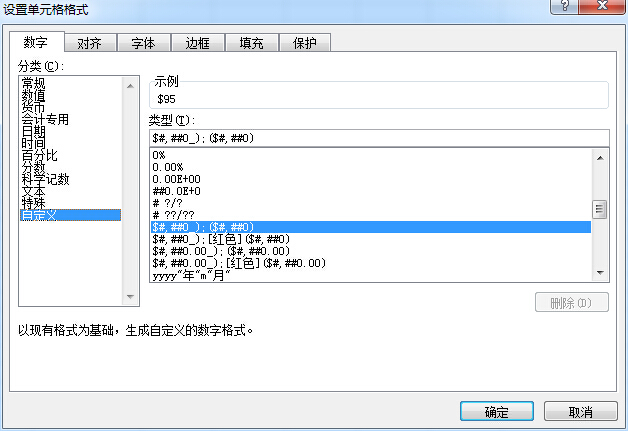 设置单元格格式
数字 对齐 字体 边框 填充 保护
分类(C):
常规
数值
货币
会计专用
日期
时间
百分比
分数
科学记数
文本
特殊
自定义
示例
$95
类型(T):
$#,##0_);($#,##0)
0%
0.00%
0.00E+00
##0.0E+0
# ?/?
# ??/??
$#,##0_);($#,##0)
$#,##0_);[红色]($#,##0)
$#,##0.00_);($#,##0.00)
$#,##0.00_);[红色]($#,##0.00)
yyyy"年"m"月"
删除(D)
以现有格式为基础，生成自定义的数字格式。
确定 取消